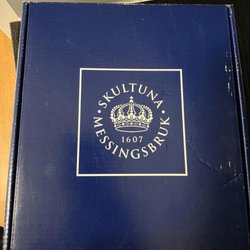 · SKULTUNA ·
1607
MESSINGSBRUK